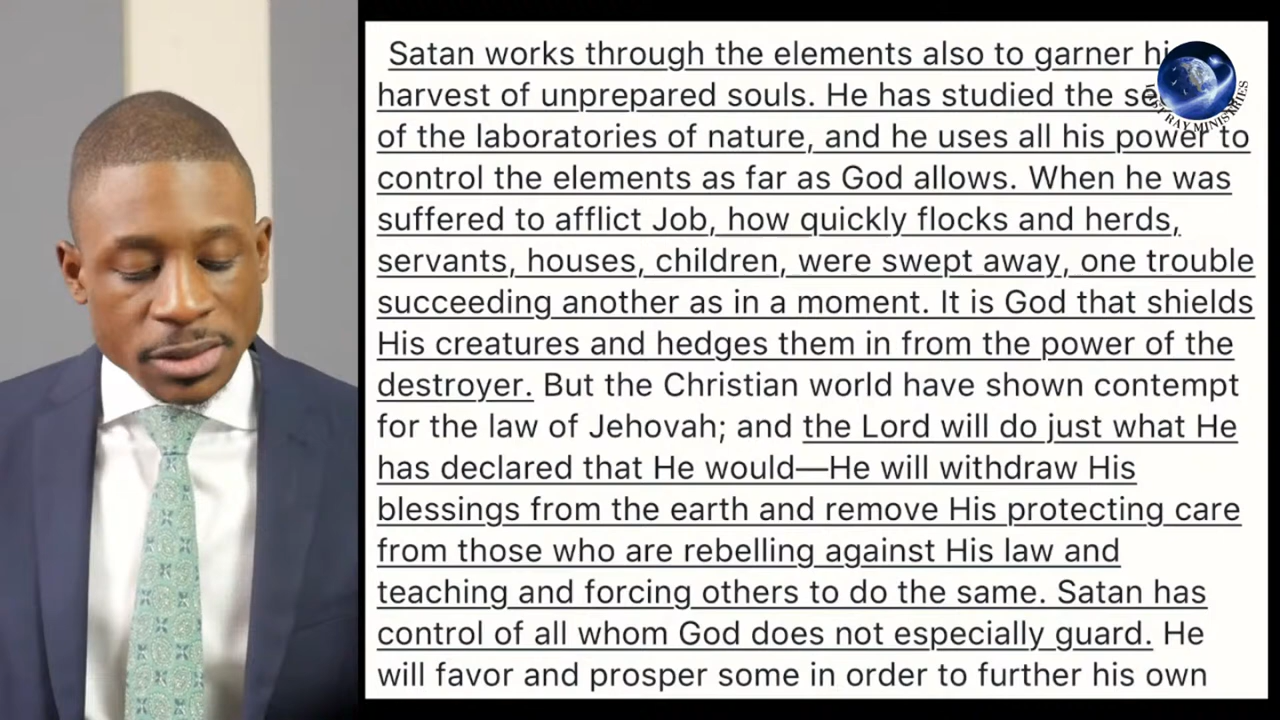 Satan works through the elements also to garner
harvest of unprepared souls. He has studied the
of the laboratories of nature, and he uses all his power to
control the elements as far as God allows. When he was
suffered to afflict Job, how quickly flocks and herds,
servants, houses, children, were swept away, one trouble
succeeding another as in a moment. It is God that shields
His creatures and hedges them in from the power of the
destroyer. But the Christian world have shown contempt
for the law of Jehovah; and the Lord will do just what He
has declared that He would—He will withdraw His
blessings from the earth and remove His protecting care
from those who are rebelling against His law and
teaching and forcing others to do the same. Satan has
control of all whom God does not especially guard. He
will favor and prosper some in order to further his own
PRAY MINISTRIES